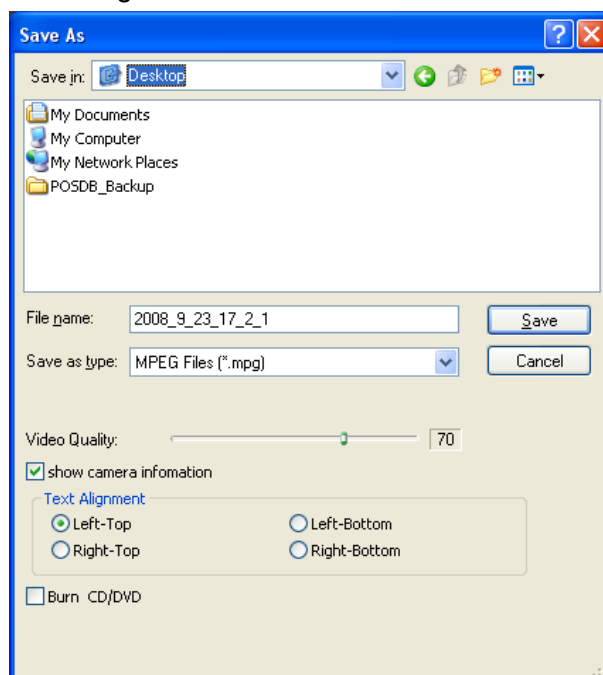 Save As
Save in: Desktop
My Documents
My Computer
My Network Places
POSDB_Backup
File name: 2008_9_23_17_2_1 Save
Save as type: MPEG Files (*.mpg) Cancel
Video Quality: 70
show camera infomation
Text Alignment
Left-Top Left-Bottom
Right-Top Right-Bottom
Burn CD/DVD